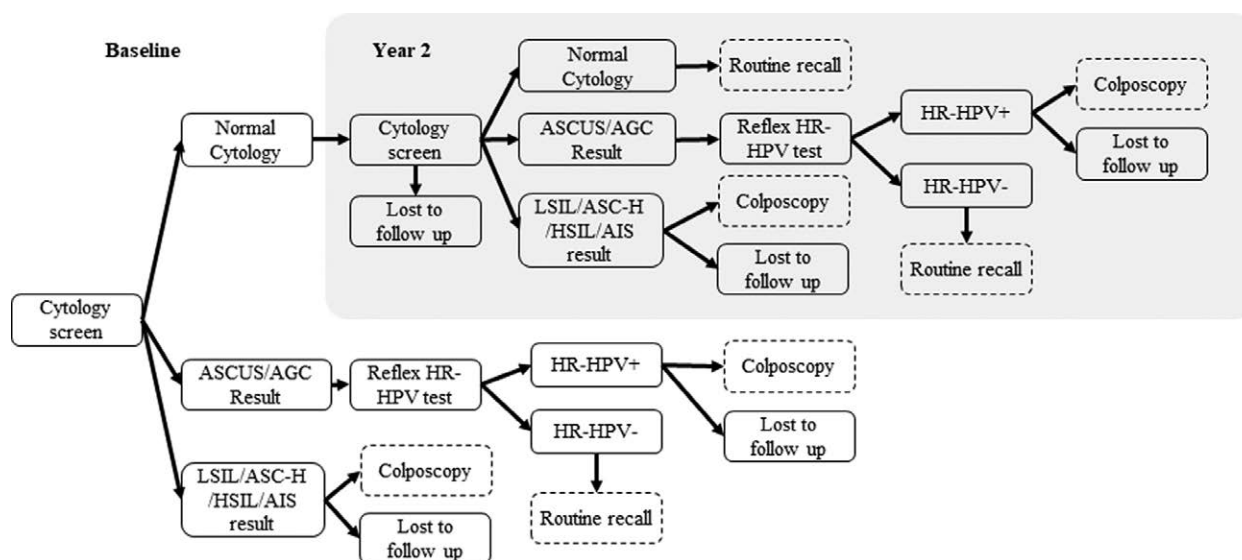 Baseline
Year 2
Normal
Cytology
Routine recall
Colposcopy
HR-HPV+
Normal
Cytology
Cytology
screen
ASCUS/AGC
Result
Reflex HR-
HPV test
Lost to
follow up
HR-HPV-
Lost to
follow up
LSIL/ASC-H
/HSIL/AIS
result
Colposcopy
Lost to
follow up
Routine recall
Cytology
screen
ASCUS/AGC
Result
Reflex HR-
HPV test
HR-HPV+
Colposcopy
HR-HPV-
Lost to
follow up
LSIL/ASC-H
/HSIL/AIS
result
Colposcopy
Lost to
follow up
Routine recall